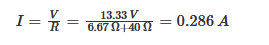 I = V/R = 13.33 V/6.67 Ω+40 Ω = 0.286 A